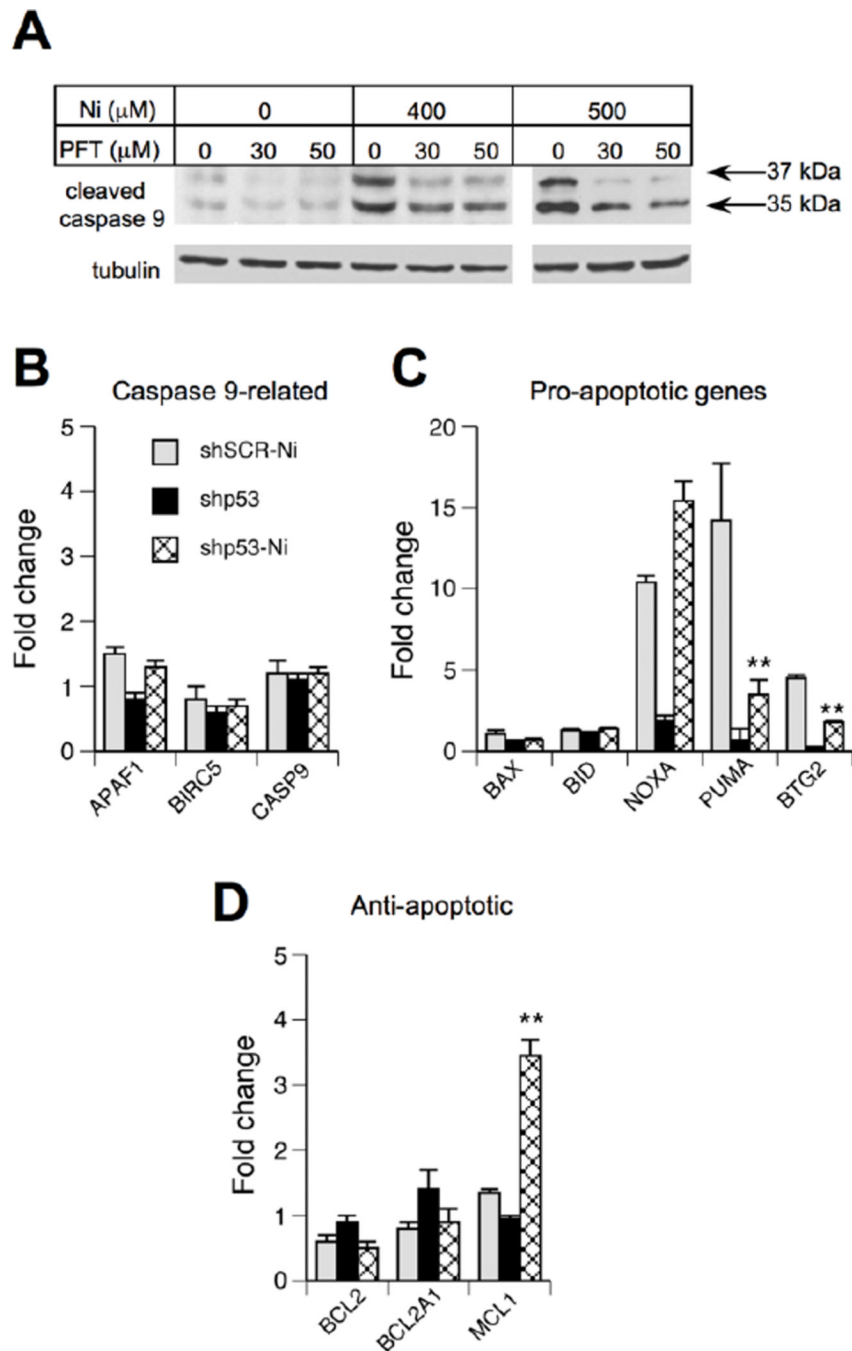 A
Ni (μM) 0 400 500
PFT (μM) 0 30 50 0 30 50 0 30 50
cleaved caspase 9
37 kDa
35 kDa
tubulin
B
Caspase 9-related
Fold change
5
4
3
2
1
0
shSCR-Ni
shp53
shp53-Ni
APAF1 BIRC5 CASP9
C
Pro-apoptotic genes
Fold change
20
15
10
5
0
** **
BAX BID NOXA PUMA BTG2
D
Anti-apoptotic
Fold change
5
4
3
2
1
0
**
BCL2 BCL2A1 MCL1